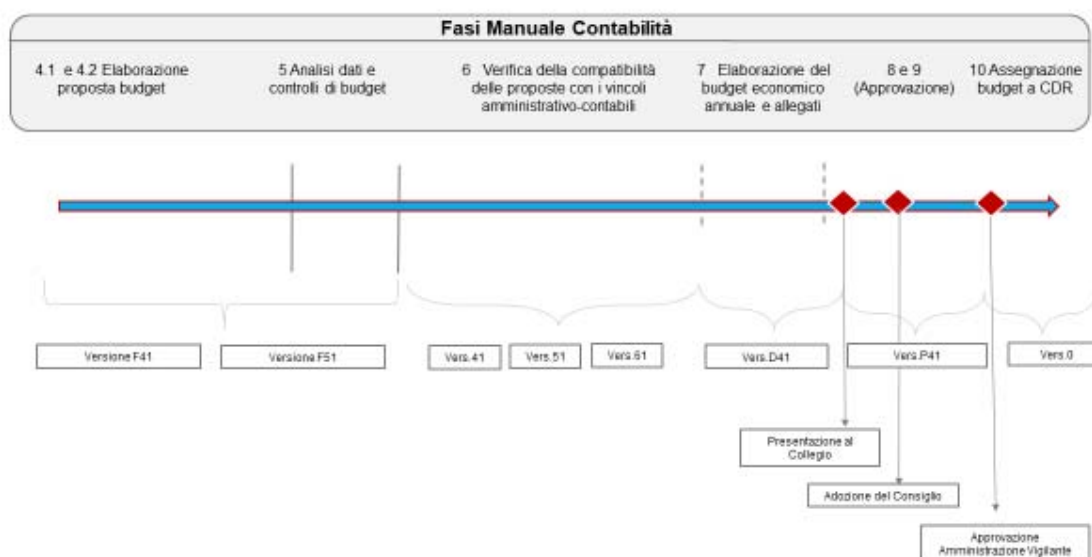 Fasi Manuale Contabilità
4.1 e 4.2 Elaborazione
proposta budget
5 Analisi dati e
controlli di budget
6 Verifica della compatibilità
delle proposte con i vincoli
amministrativo-contabili
7 Elaborazione del
budget economico
annuale e allegati
8 e 9
(Approvazione)
10 Assegnazione
budget a CDR
Versione F41
Versione F51
Vers.41
Vers.51
Vers.61
Vers.D41
Vers.P41
Vers.0
Presentazione al
Collegio
Adozione del Consiglio
Approvazione
Amministrazione Vigilante